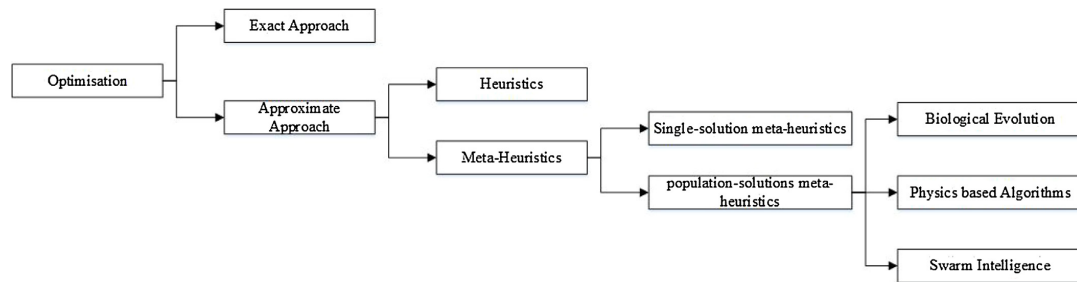 Optimisation
Exact Approach
Approximate
Approach
Heuristics
Meta-Heuristics
Single-solution meta-heuristics
population-solutions meta-
heuristics
Biological Evolution
Physics based Algorithms
Swarm Intelligence